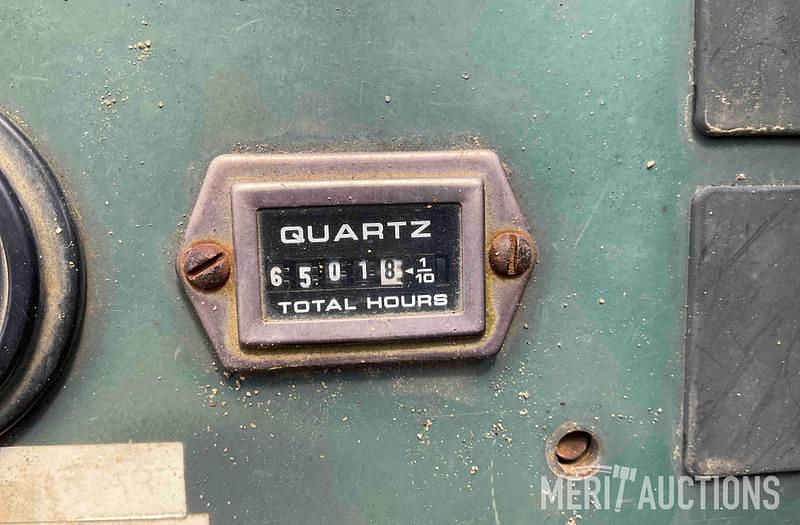 QUARTZ
65018 ◄ 1/10
TOTAL HOURS
MERIT AUCTIONS